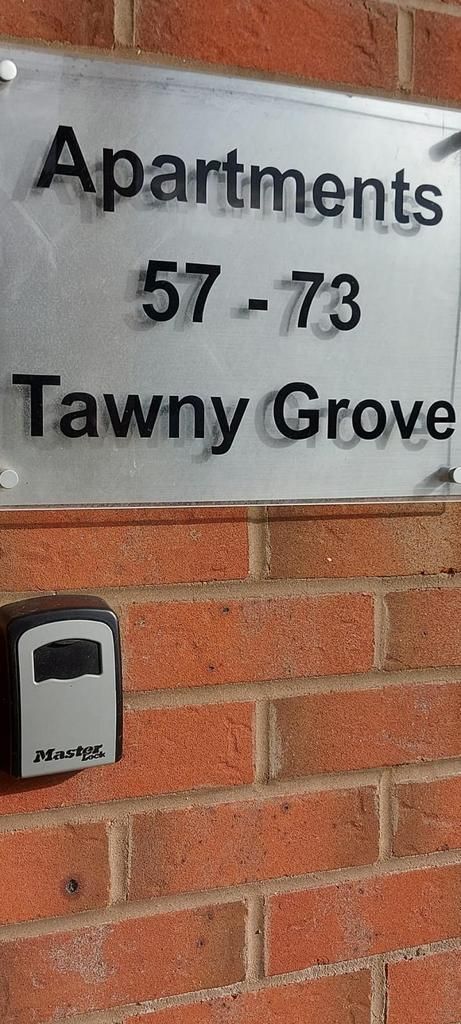 Apartments
57 - 73
Tawny Grove
Master Lock